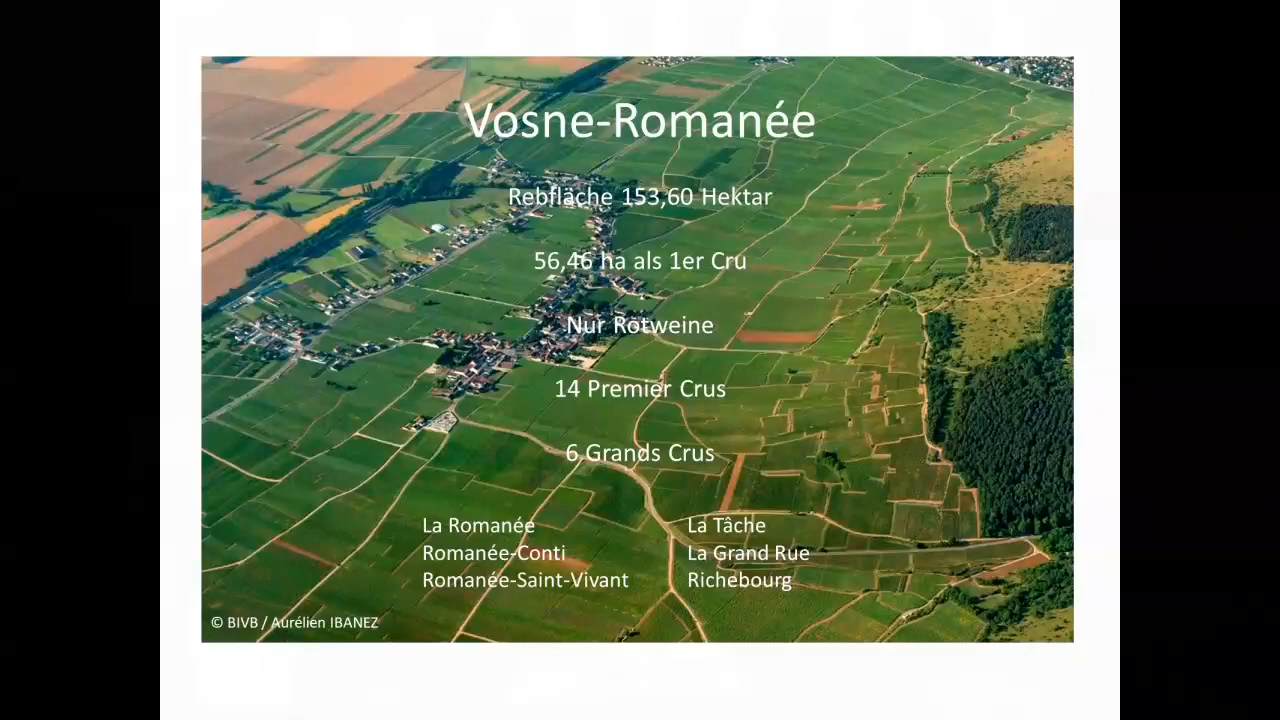 Vosne-Romanée
Rebfläche 153,60 Hektar
56,46 ha als 1er Cru
Nur Rotweine
14 Premier Crus
6 Grands Crus
La Romanée
Romanée-Conti
Romanée-Saint-Vivant
La Tâche
La Grand Rue
Richebourg
© BIVB / Aurélien IBANEZ